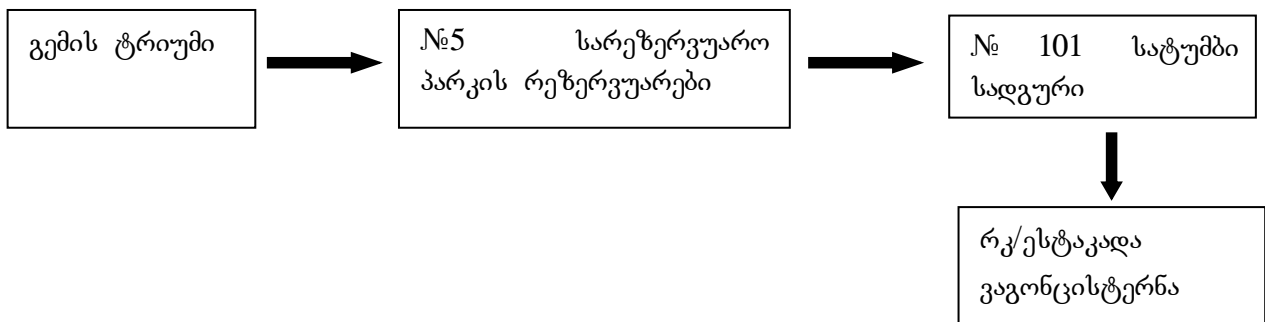 გემის ტრიუმი
№5 სარეზერვუარო
პარკის რეზერვუარები
№ 101 სატუმბი
სადგური
რკ/ესტაკადა
ვაგონცისტერნა